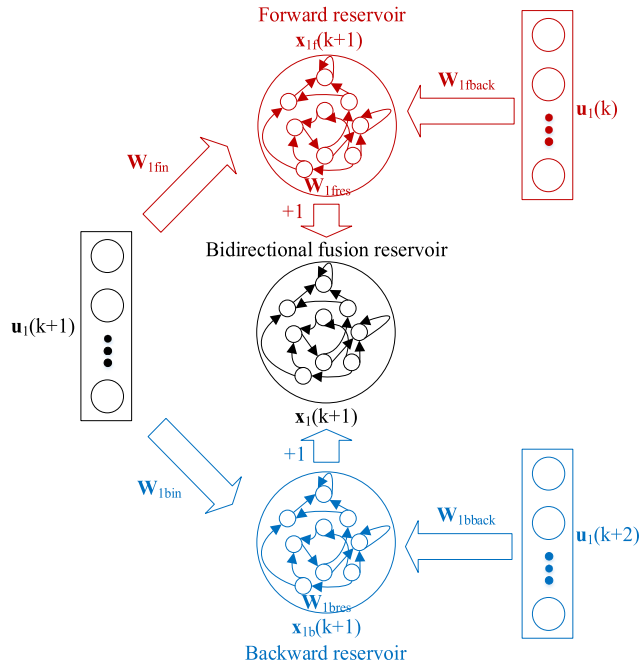 Forward reservoir
x₁f(k+1)
W₁fback
u₁(k)
W₁fin
W₁fres
+1
Bidirectional fusion reservoir
u₁(k+1)
x₁(k+1)
+1
W₁bin
W₁bback
u₁(k+2)
W₁bres
x₁b(k+1)
Backward reservoir